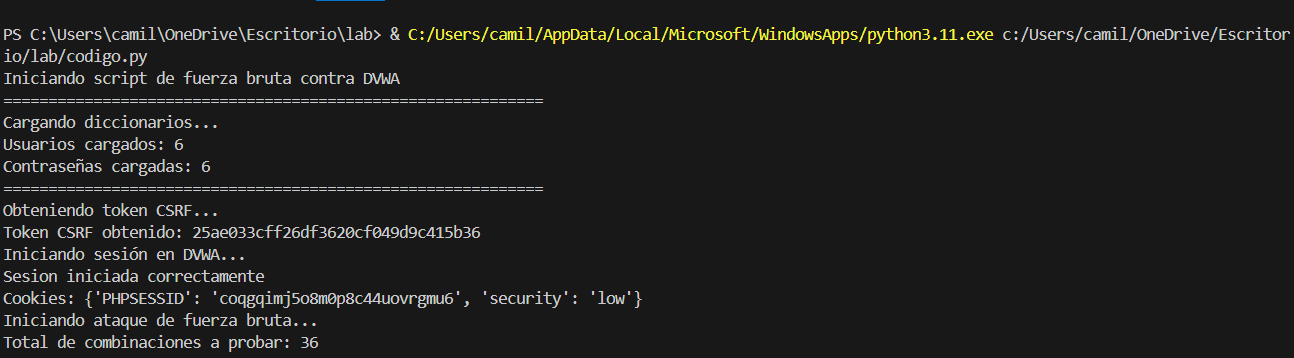 PS C:\Users\camil\OneDrive\Escritorio\lab> & C:/Users/camil/AppData/Local/Microsoft/WindowsApps/python3.11.exe c:/Users/camil/OneDrive/Escritor
io/lab/codigo.py
Iniciando script de fuerza bruta contra DVWA
============================================================
Cargando diccionarios...
Usuarios cargados: 6
Contraseñas cargadas: 6
============================================================
Obteniendo token CSRF...
Token CSRF obtenido: 25ae033cff26df3620cf049d9c415b36
Iniciando sesión en DVWA...
Sesion iniciada correctamente
Cookies: {'PHPSESSID': 'coqgqimj5o8m0p8c44uovrgmu6', 'security': 'low'}
Iniciando ataque de fuerza bruta...
Total de combinaciones a probar: 36